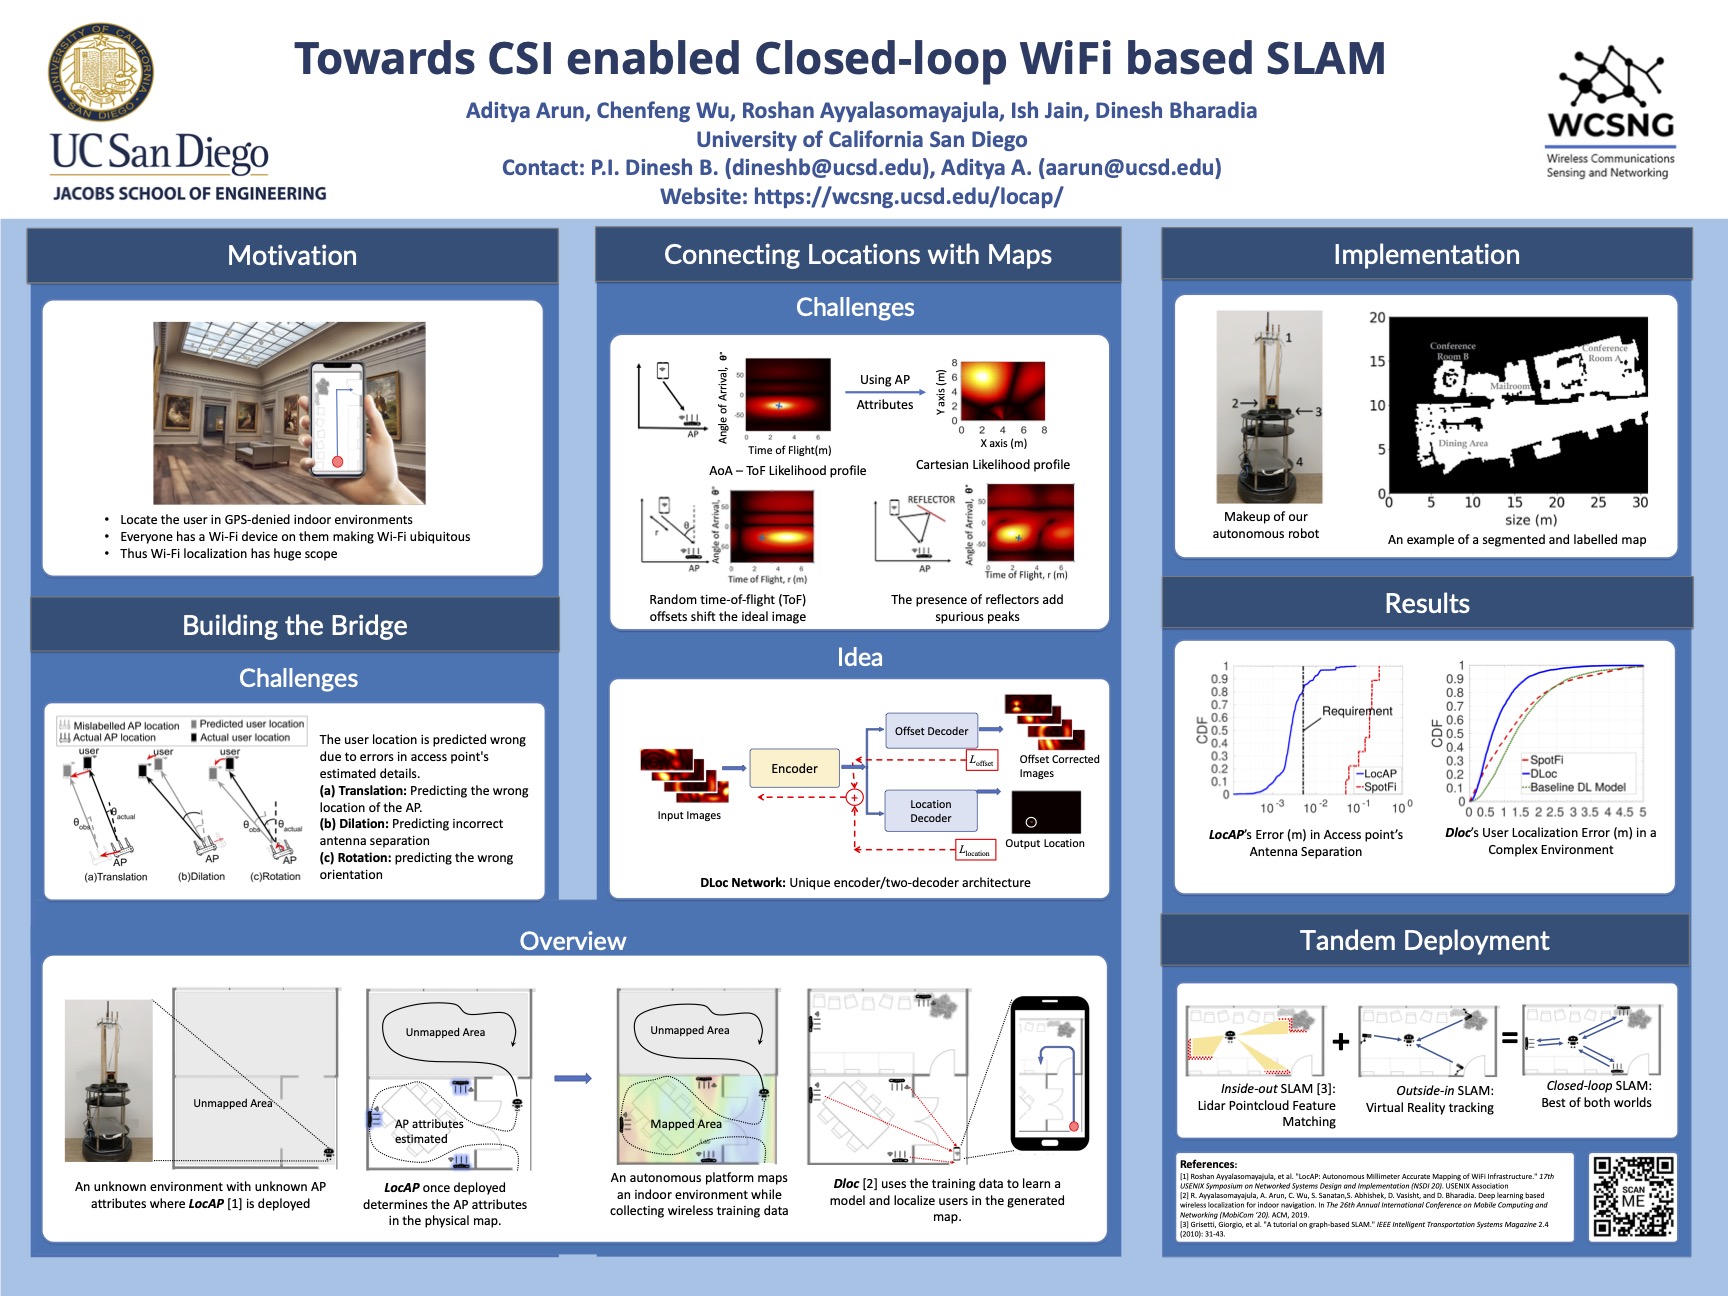 Towards CSI enabled Closed-loop WiFi based SLAM
Aditya Arun, Chenfeng Wu, Roshan Ayyalasomayajula, Ish Jain, Dinesh Bharadia
University of California San Diego
Contact: P.I. Dinesh B. (dineshb@ucsd.edu), Aditya A. (aarun@ucsd.edu)
Website: https://wcsng.ucsd.edu/locap/
UNIVERSITY OF CALIFORNIA
SAN DIEGO
UC San Diego
JACOBS SCHOOL OF ENGINEERING
WCSNG
Wireless Communications
Sensing and Networking
Motivation
• Locate the user in GPS-denied indoor environments
• Everyone has a Wi-Fi device on them making Wi-Fi ubiquitous
• Thus Wi-Fi localization has huge scope
Building the Bridge
Challenges
Mislabelled AP location
Actual AP location
Predicted user location
Actual user location
user
user
user
θobs
θactual
θobs
θactual
AP
AP
AP
(a)Translation
(b)Dilation
(c)Rotation
The user location is predicted wrong
due to errors in access point's
estimated details.
(a) Translation: Predicting the wrong
location of the AP.
(b) Dilation: Predicting incorrect
antenna separation
(c) Rotation: predicting the wrong
orientation
Connecting Locations with Maps
Challenges
AP
Angle of Arrival, θ°
50
0
-50
0 2 4 6
Time of Flight(m)
AoA – ToF Likelihood profile
Using AP
Attributes
Y axis (m)
8
6
4
2
0
0 2 4 6 8
X axis (m)
Cartesian Likelihood profile
r
θ
AP
Angle of Arrival, θ°
50
0
50
0 2 4 6
Time of Flight, r (m)
Random time-of-flight (ToF)
offsets shift the ideal image
REFLECTOR
AP
Angle of Arrival, θ°
50
0
-50
0 2 4 6
Time of Flight, r (m)
The presence of reflectors add
spurious peaks
Idea
Input Images
Encoder
Offset Decoder
Location
Decoder
Loffset
Llocation
+
Offset Corrected
Images
Output Location
DLoc Network: Unique encoder/two-decoder architecture
Overview
Unmapped Area
An unknown environment with unknown AP
attributes where LocAP [1] is deployed
Unmapped Area
AP attributes
estimated
LocAP once deployed
determines the AP attributes
in the physical map.
Unmapped Area
Mapped Area
An autonomous platform maps
an indoor environment while
collecting wireless training data
Dloc [2] uses the training data to learn a
model and localize users in the generated
map.
Implementation
1
2
3
4
Makeup of our
autonomous robot
20
15
10
5
0
5 10 15 20 25 30
size (m)
Conference
Room B
Conference
Room A
Mailroom
Dining Area
An example of a segmented and labelled map
Results
CDF
1
0.9
0.8
0.7
0.6
0.5
0.4
0.3
0.2
0.1
0
10-3 10-2 10-1 100
Requirement
LocAP
SpotFi
LocAP's Error (m) in Access point's
Antenna Separation
CDF
1
0.9
0.8
0.7
0.6
0.5
0.4
0.3
0.2
0.1
0
0 0.5 1 1.5 2 2.5 3 3.5 4 4.5 5
SpotFi
DLoc
Baseline DL Model
Dloc's User Localization Error (m) in a
Complex Environment
Tandem Deployment
+
=
Inside-out SLAM [3]:
Lidar Pointcloud Feature
Matching
Outside-in SLAM:
Virtual Reality tracking
Closed-loop SLAM:
Best of both worlds
References:
[1] Roshan Ayyalasomayajula, et al. "LocAP: Autonomous Millimeter Accurate Mapping of WiFi Infrastructure." 17th
USENIX Symposium on Networked Systems Design and Implementation (NSDI 20). USENIX Association
[2] R. Ayyalasomayajula, A. Arun, C. Wu, S. Sanatan,S. Abhishek, D. Vasisht, and D. Bharadia. Deep learning based
wireless localization for indoor navigation. In The 26th Annual International Conference on Mobile Computing and
Networking (MobiCom '20). ACM, 2019.
[3] Grisetti, Giorgio, et al. "A tutorial on graph-based SLAM." IEEE Intelligent Transportation Systems Magazine 2.4
(2010): 31-43.
SCAN
ME